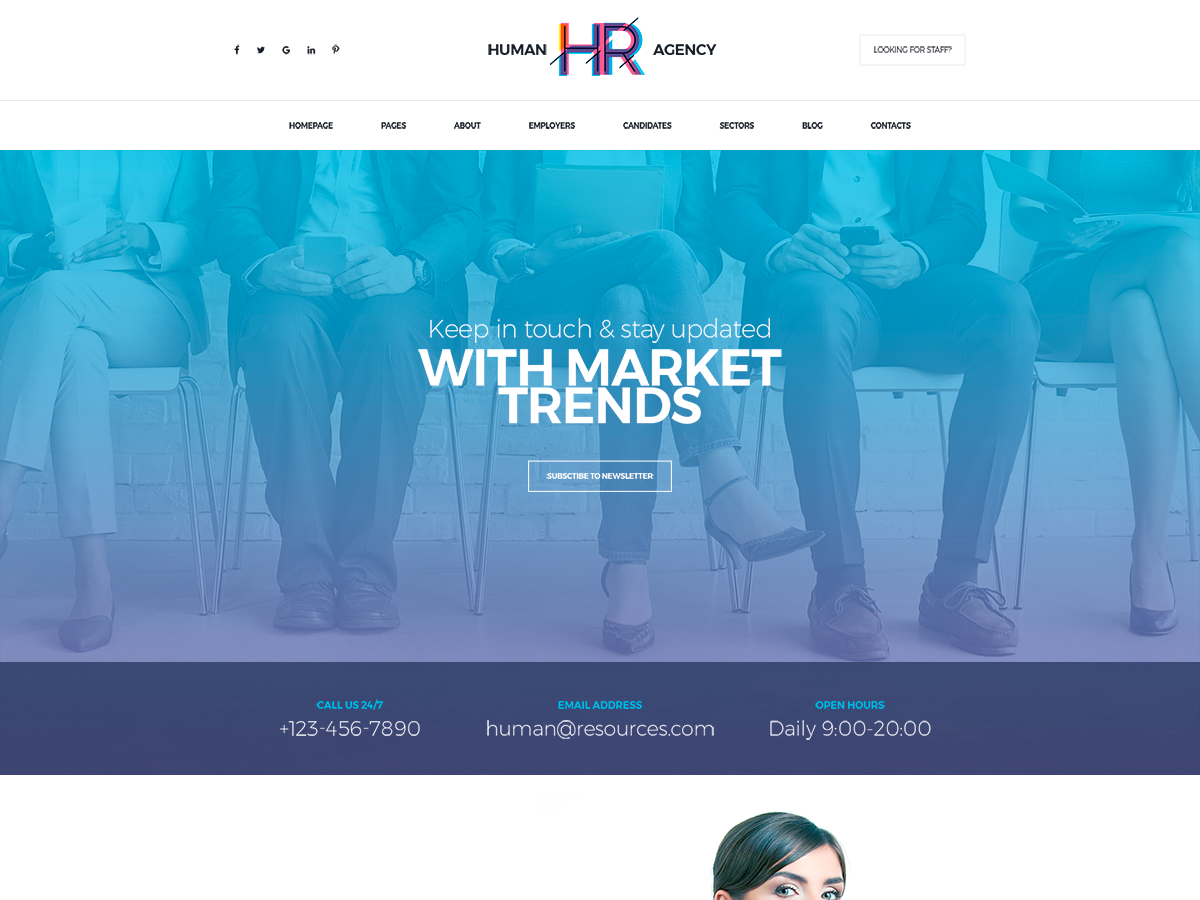 HUMAN HR AGENCY
LOOKING FOR STAFF?
HOMEPAGE PAGES ABOUT EMPLOYERS CANDIDATES SECTORS BLOG CONTACTS
Keep in touch & stay updated
WITH MARKET
TRENDS
SUBSCTIBE TO NEWSLETTER
CALL US 24/7 EMAIL ADDRESS OPEN HOURS
+123-456-7890 human@resources.com Daily 9:00-20:00